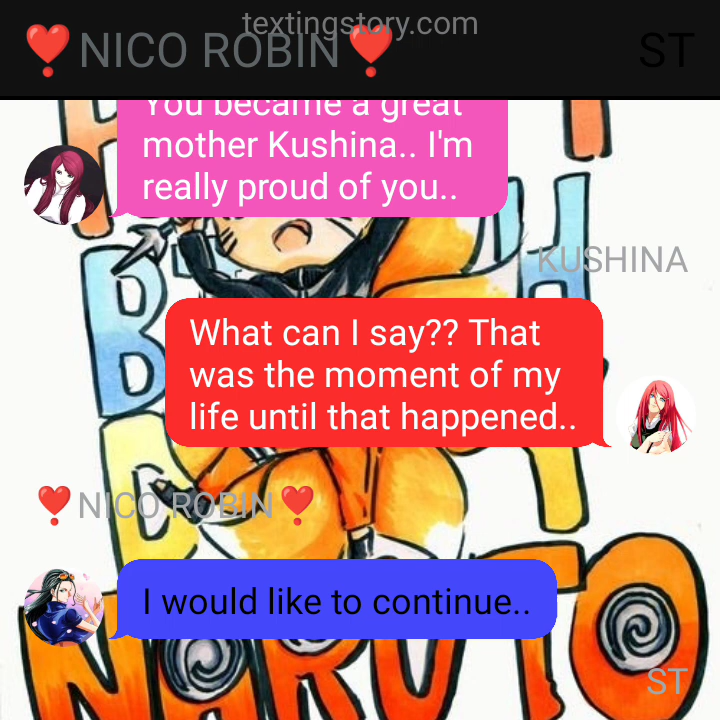 textingstory.com
❣NICO ROBIN❣ ST
You became a great
mother Kushina.. I'm
really proud of you..
KUSHINA
What can I say?? That
was the moment of my
life until that happened..
❣NICO ROBIN❣
I would like to continue..
NARUTO
ST